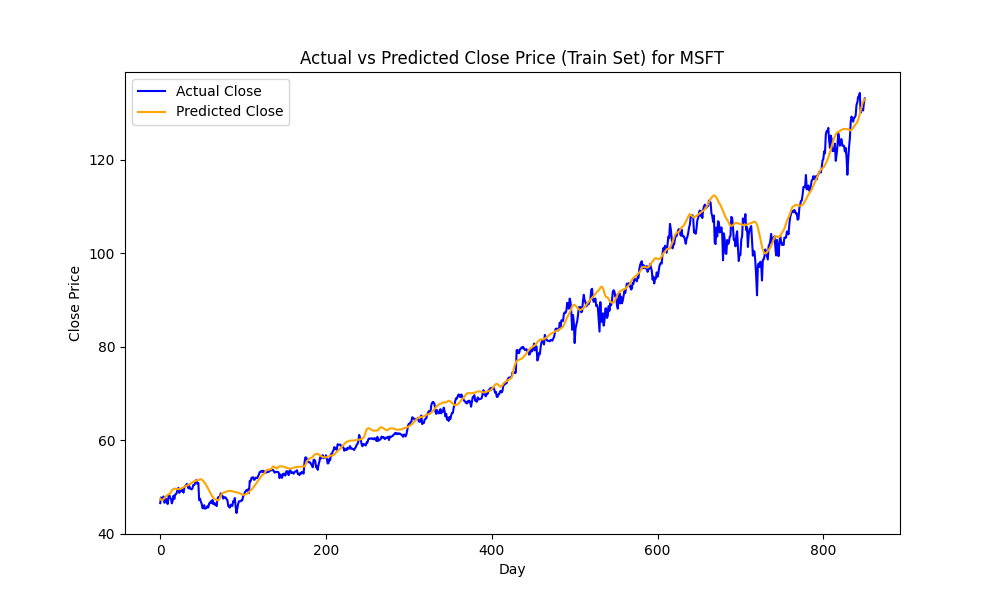 Actual vs Predicted Close Price (Train Set) for MSFT
Actual Close
Predicted Close
Close Price
120
100
80
60
40
0 200 400 600 800
Day